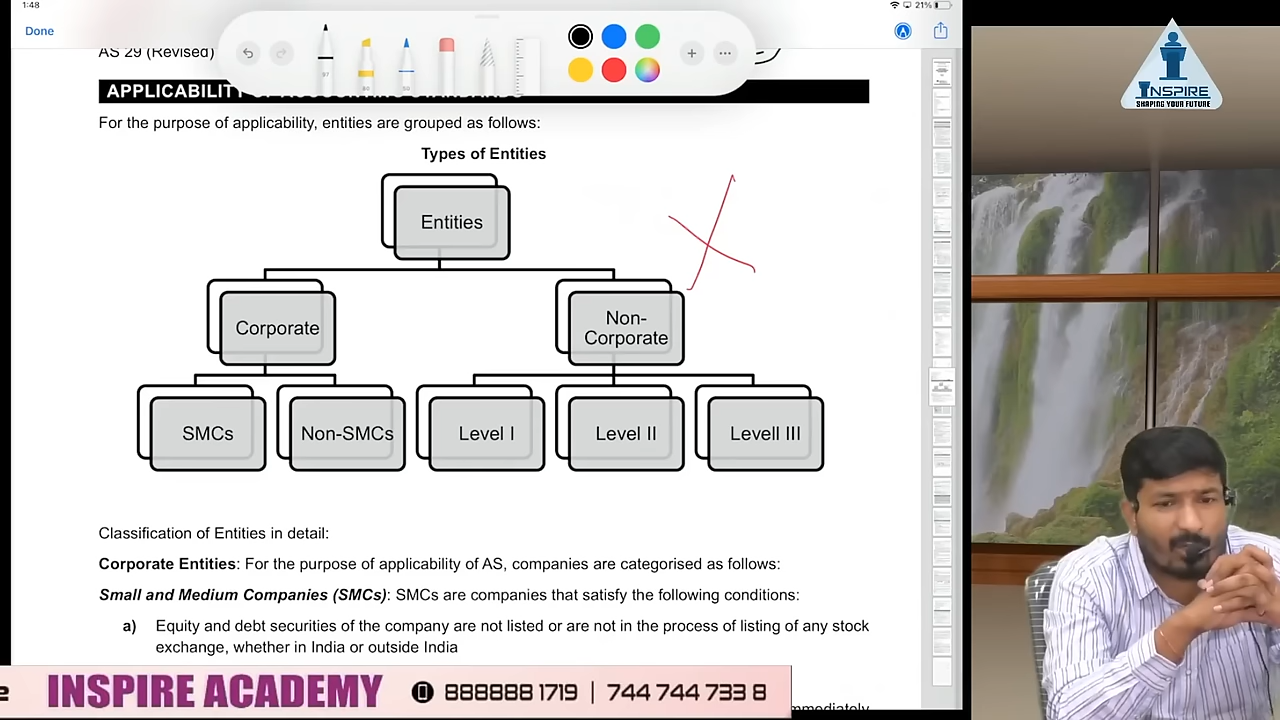 1:48
21%
Done
AS 29 (Revised)
97
80
50
INSPIRE
SHAPING YOUR FUTURE
APPLICABILITY
For the purpose of applicability, entities are grouped as follows:
Types of Entities
Entities
Corporate
Non-
Corporate
SMCs
Non-SMCs
Level I
Level II
Levell III
Classification of Entities in detail:
Corporate Entities: For the purpose of applicability of AS, companies are categorised as follows:
Small and Medium Companies (SMCs): SMCs are companies that satisfy the following conditions:
a) Equity and debt securities of the company are not listed or are not in the process of listing of any stock
exchange, whether in India or outside India
INSPIRE ACADEMY 888888 1719 | 744 744 733 8